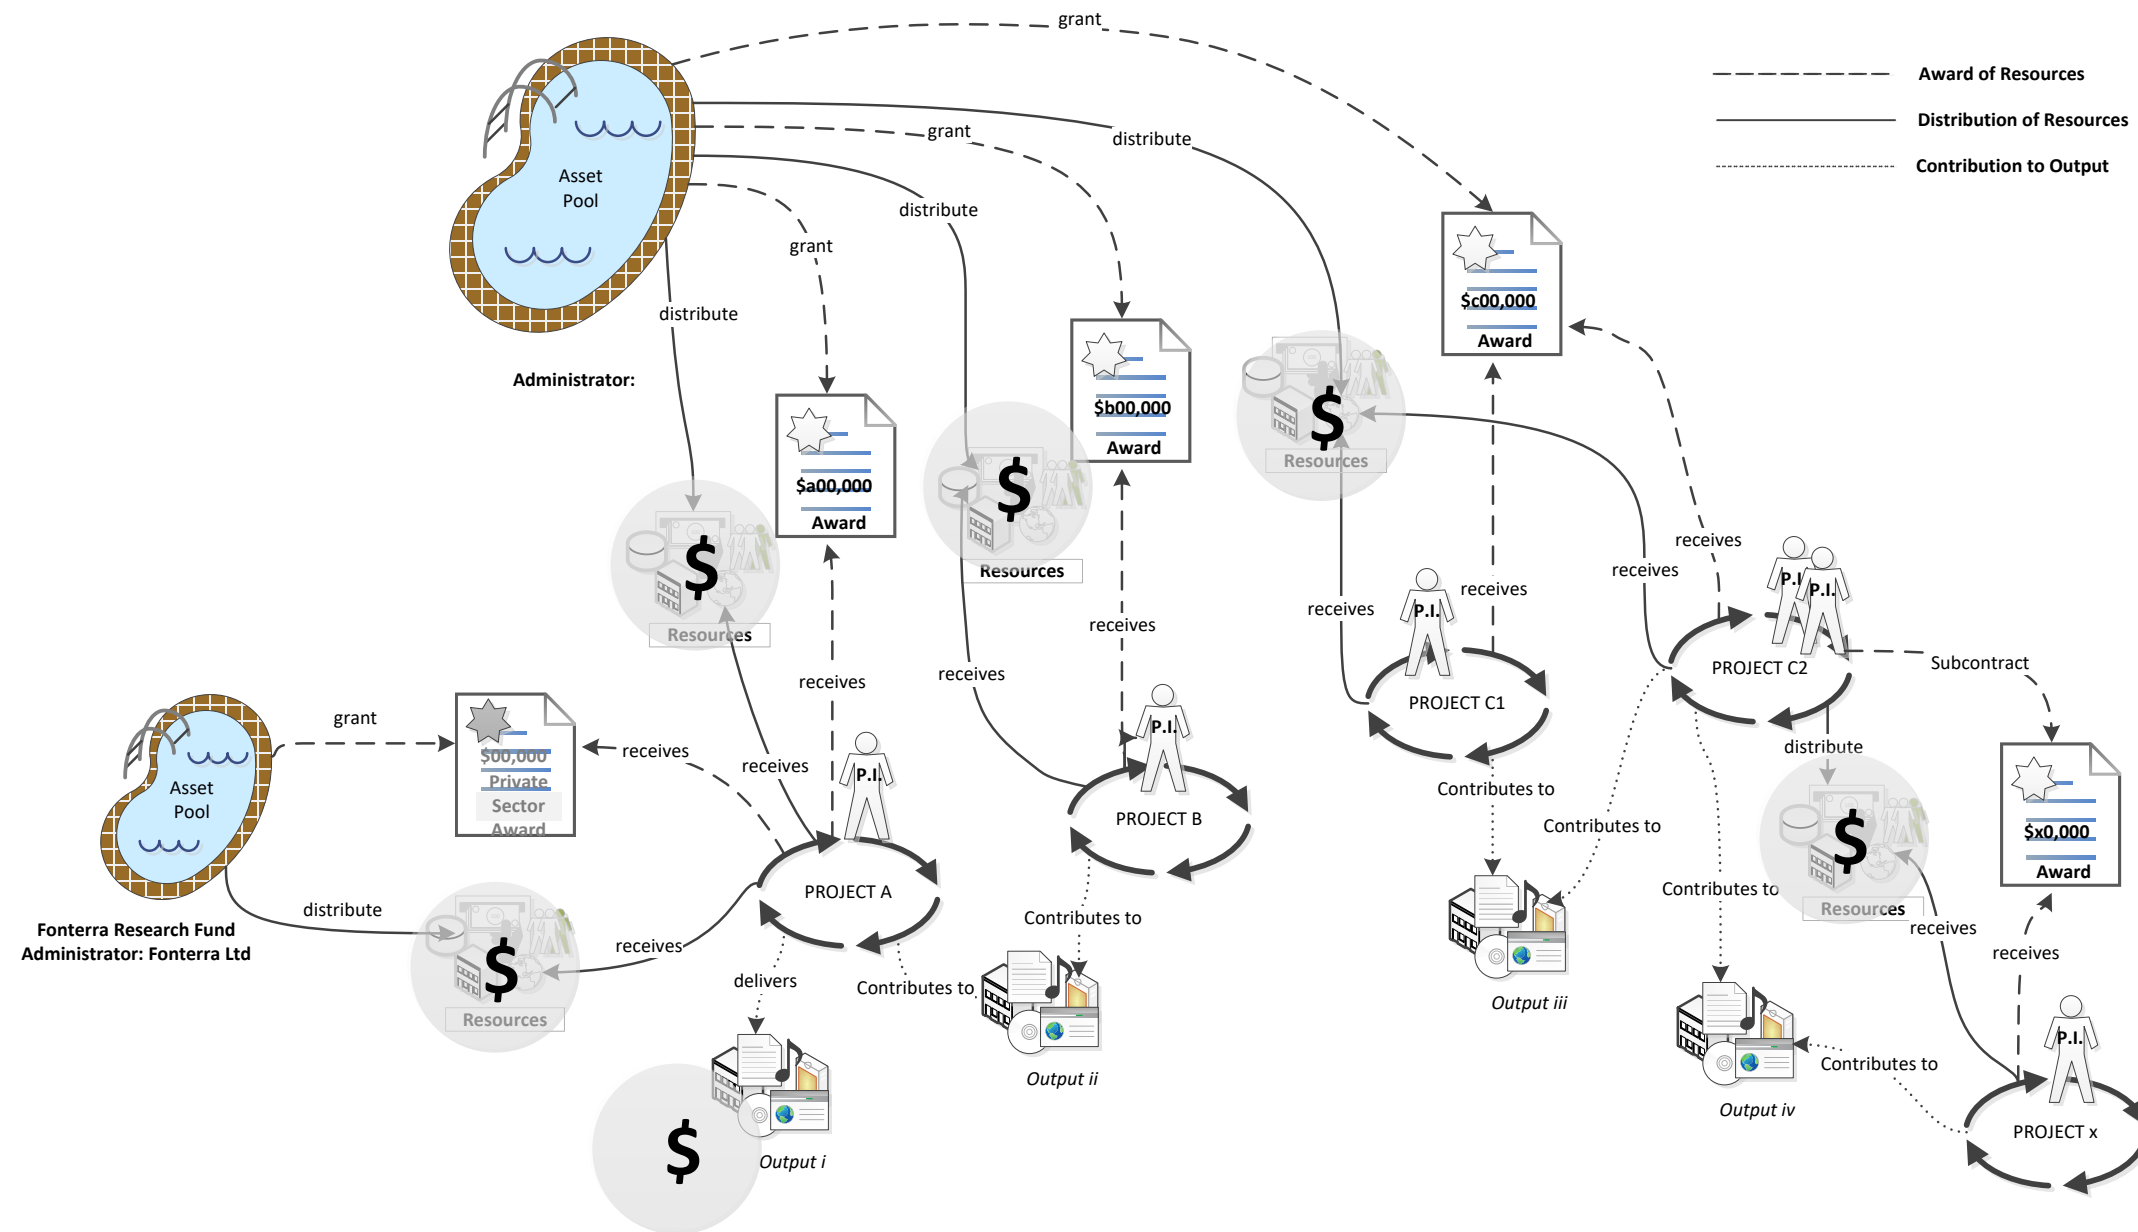 grant
Award of Resources
grant
distribute
Distribution of Resources
Contribution to Output
Asset
Pool
distribute
grant
distribute
$c00,000
Award
Administrator:
$b00,000
Award
$
Resources
$a00,000
Award
$
Resources
$
Resources
receives
receives
receives
receives
P.I.
P.I.
P.I.
receives
receives
receives
receives
PROJECT C1
PROJECT C2
Subcontract
grant
$00,000
Private
Sector
Award
receives
receives
P.I.
P.I.
distribute
Asset
Pool
Contributes to
Contributes to
PROJECT B
$
Resources
$x0,000
Award
PROJECT A
Contributes to
Contributes to
distribute
Fonterra Research Fund
Administrator: Fonterra Ltd
$
Resources
receives
receives
receives
delivers
Contributes to
Output iii
Output ii
Output iv
Contributes to
P.I.
PROJECT x
$
Output i